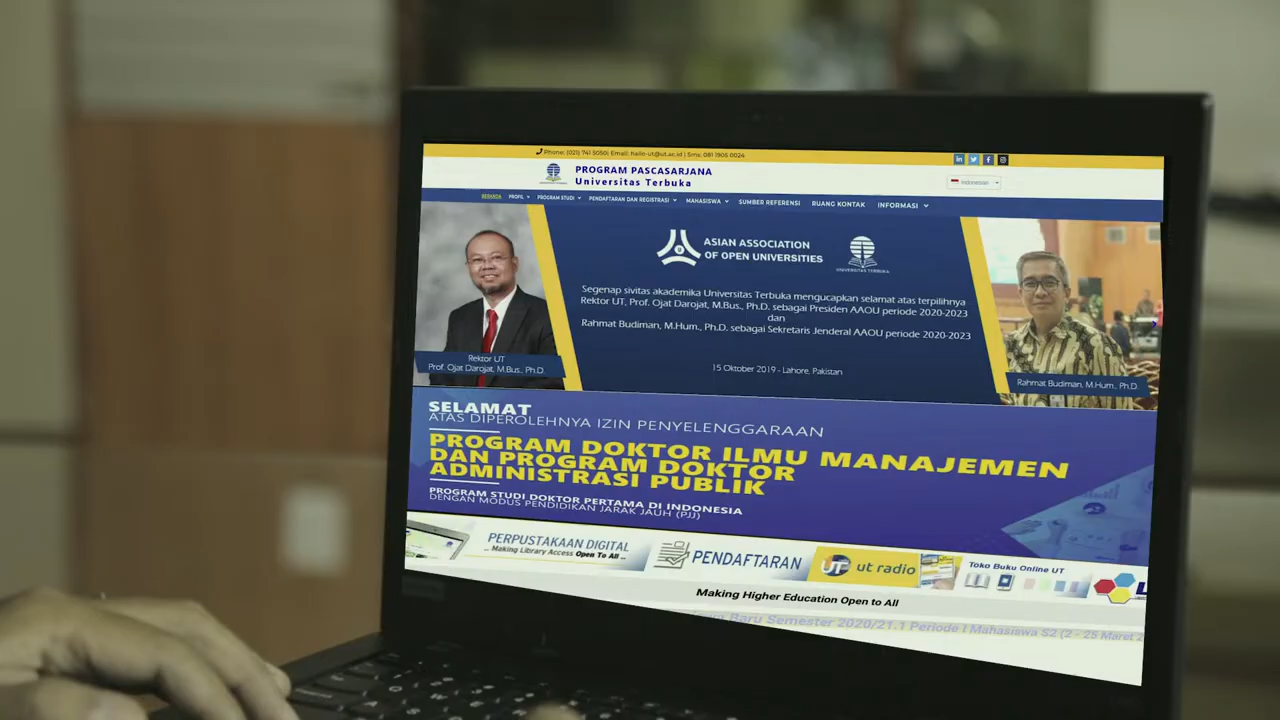 Phone: (021) 741 5050| Email: hallo-ut@ut.ac.id | Sms: 081 1905 0024
PROGRAM PASCASARJANA
Universitas Terbuka
Indonesian
BERANDA PROFIL PROGRAM STUDI PENDAFTARAN DAN REGISTRASI MAHASISWA SUMBER REFERENSI RUANG KONTAK INFORMASI
ASIAN ASSOCIATION
OF OPEN UNIVERSITIES
UNIVERSITAS TERBUKA
Segenap sivitas akademika Universitas Terbuka mengucapkan selamat atas terpilihnya
Rektor UT, Prof. Ojat Darojat, M.Bus., Ph.D. sebagai Presiden AAOU periode 2020-2023
dan
Rahmat Budiman, M.Hum., Ph.D. sebagai Sekretaris Jenderal AAOU periode 2020-2023
15 Oktober 2019 - Lahore, Pakistan
Rektor UT
Prof. Ojat Darojat, M.Bus., Ph.D.
Rahmat Budiman, M.Hum., Ph.D.
SELAMAT
ATAS DIPEROLEHNYA IZIN PENYELENGGARAAN
PROGRAM DOKTOR ILMU MANAJEMEN
DAN PROGRAM DOKTOR
ADMINISTRASI PUBLIK
PROGRAM STUDI DOKTOR PERTAMA DI INDONESIA
DENGAN MODUS PENDIDIKAN JARAK JAUH (PJJ)
PERPUSTAKAAN DIGITAL
... Making Library Access Open To All ...
PENDAFTARAN
UT ut radio
Toko Buku Online UT
Making Higher Education Open to All
Baru Semester 2020/21.1 Periode I Mahasiswa S2 (2 - 25 Maret 2